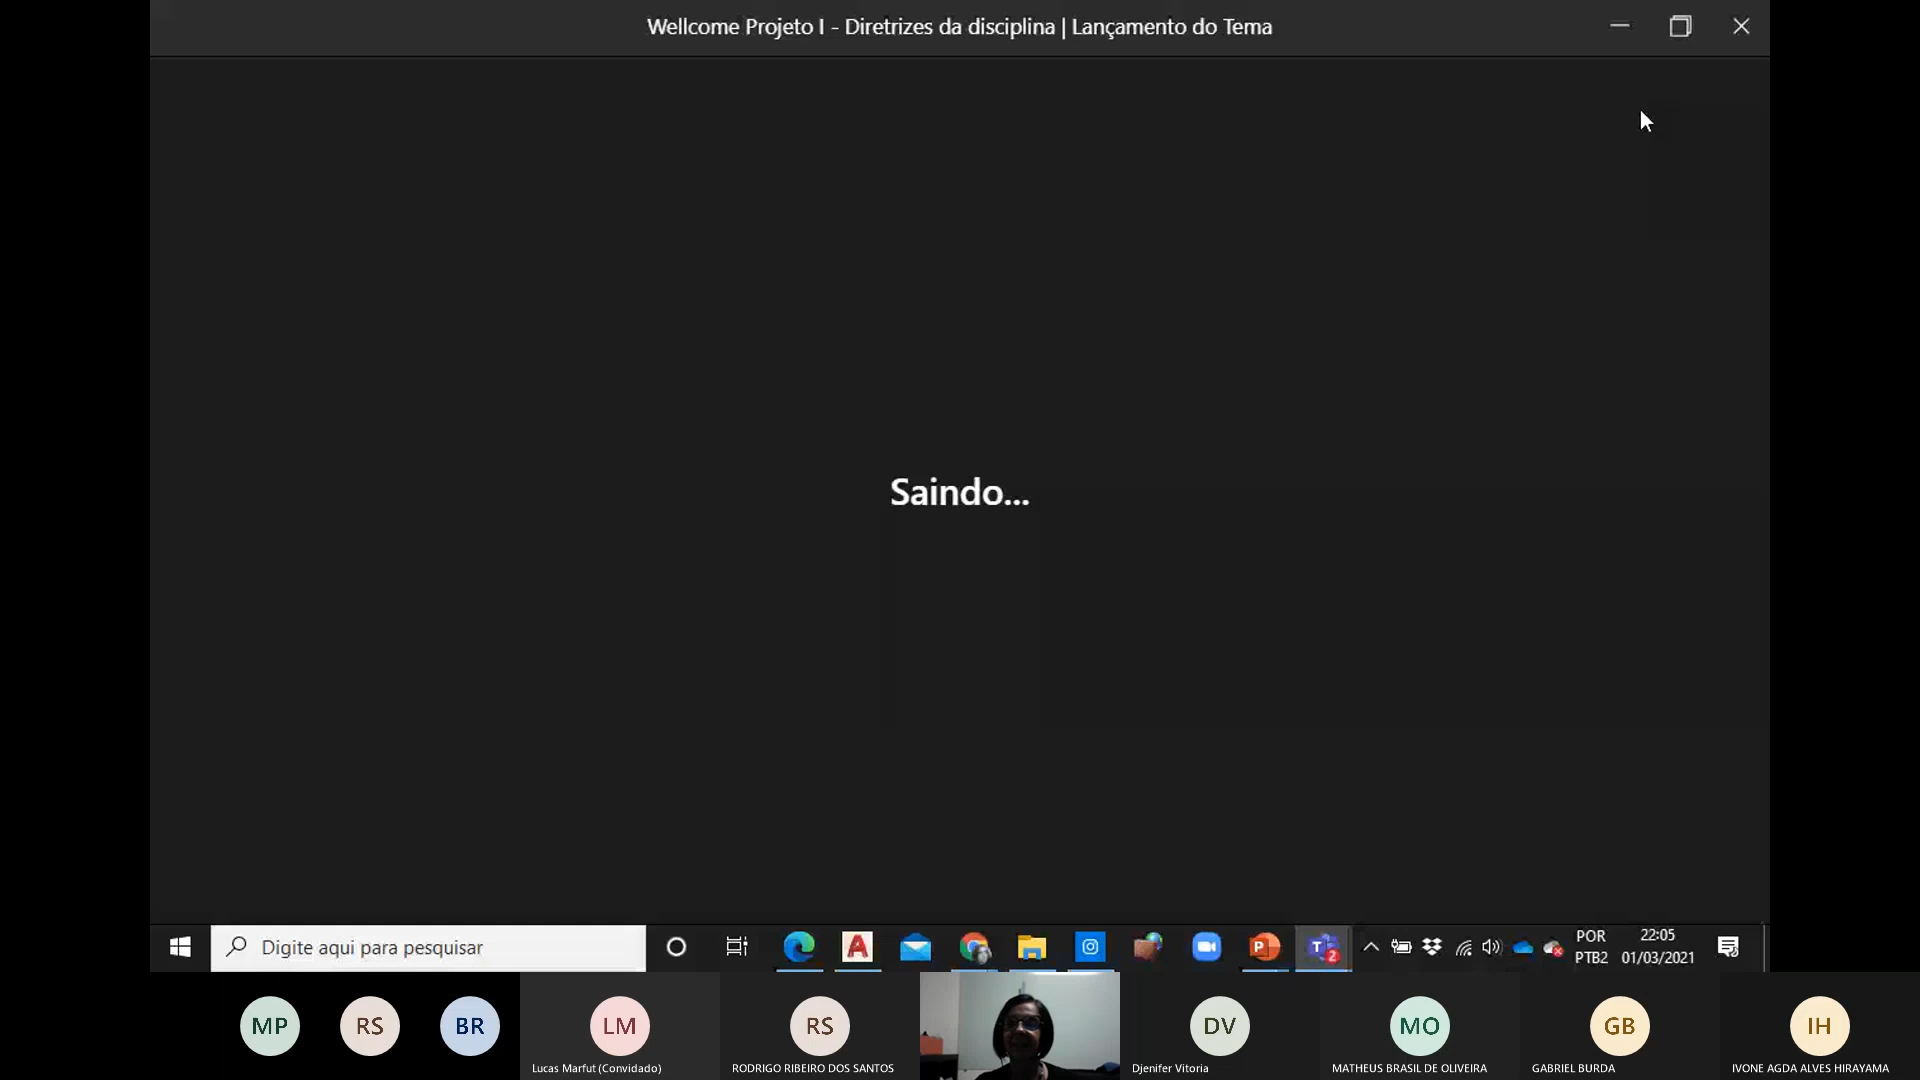 Wellcome Projeto I - Diretrizes da disciplina | Lançamento do Tema
Saindo...
Digite aqui para pesquisar
A
P
T
2
POR
PTB2
22:05
01/03/2021
MP
RS
BR
LM
Lucas Marfut (Convidado)
RS
RODRIGO RIBEIRO DOS SANTOS
DV
Djenifer Vitoria
MO
MATHEUS BRASIL DE OLIVEIRA
GB
GABRIEL BURDA
IH
IVONE AGDA ALVES HIRAYAMA